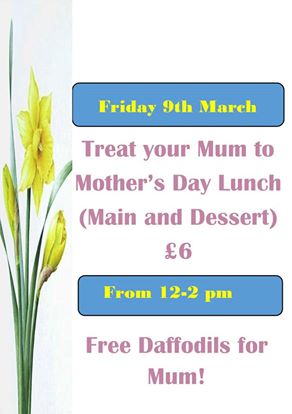 Friday 9th March
Treat your Mum to
Mother's Day Lunch
(Main and Dessert)
£6
From 12-2 pm
Free Daffodils for
Mum!